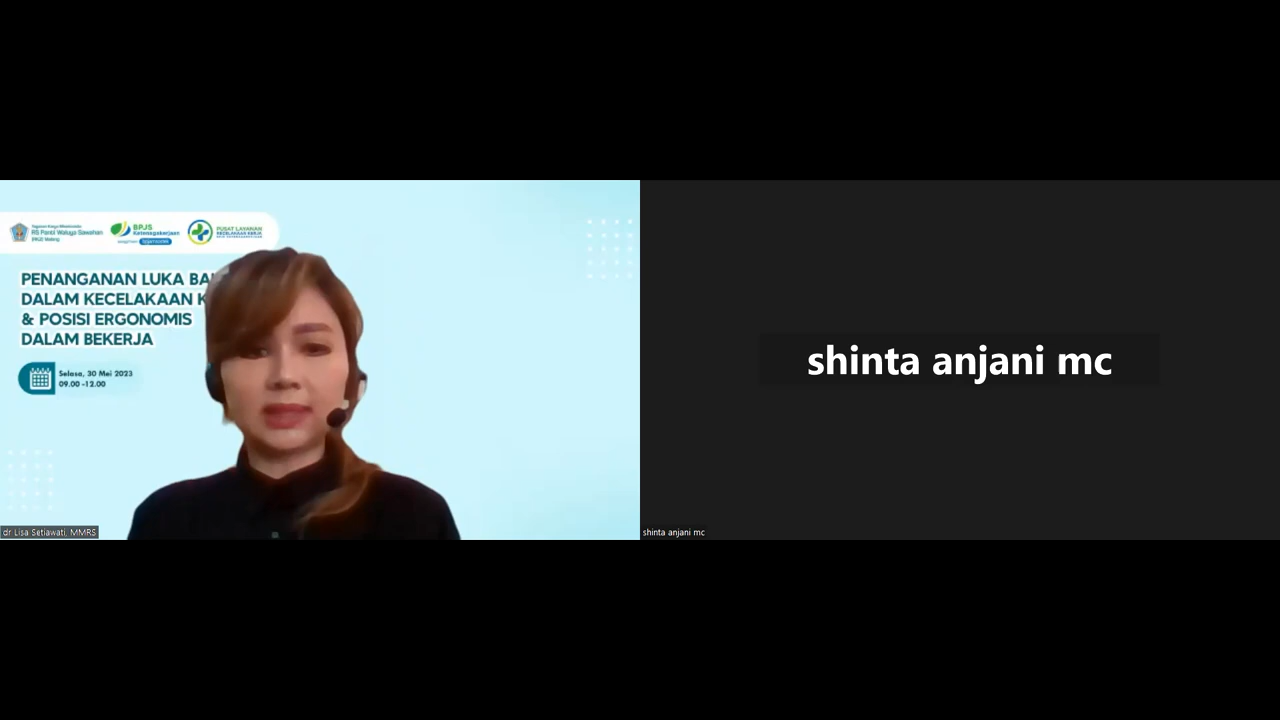 RS Panti Waluya Sawahan
BPJS
Ketenagakerjaan
PUSAT LAYANAN
KECELAKAAN KERJA
PENANGANAN LUKA
DALAM KECELAKAAN
& POSISI ERGONOMIS
DALAM BEKERJA
Selasa, 30 Mei 2023
09.00 -12.00
dr Lisa Setiawati, MMRS
shinta anjani mc
shinta anjani mc